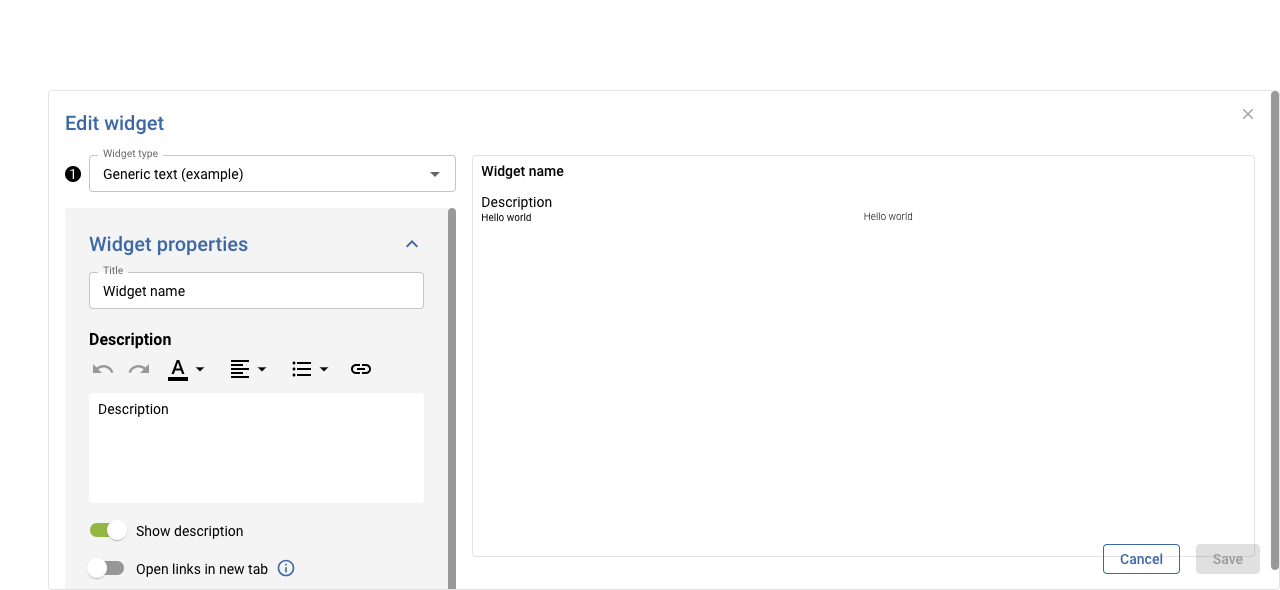 Edit widget
1
Widget type
Generic text (example)
Widget properties
Title
Widget name
Description
A
Description
Show description
Open links in new tab
Widget name
Description
Hello world
Hello world
Cancel
Save